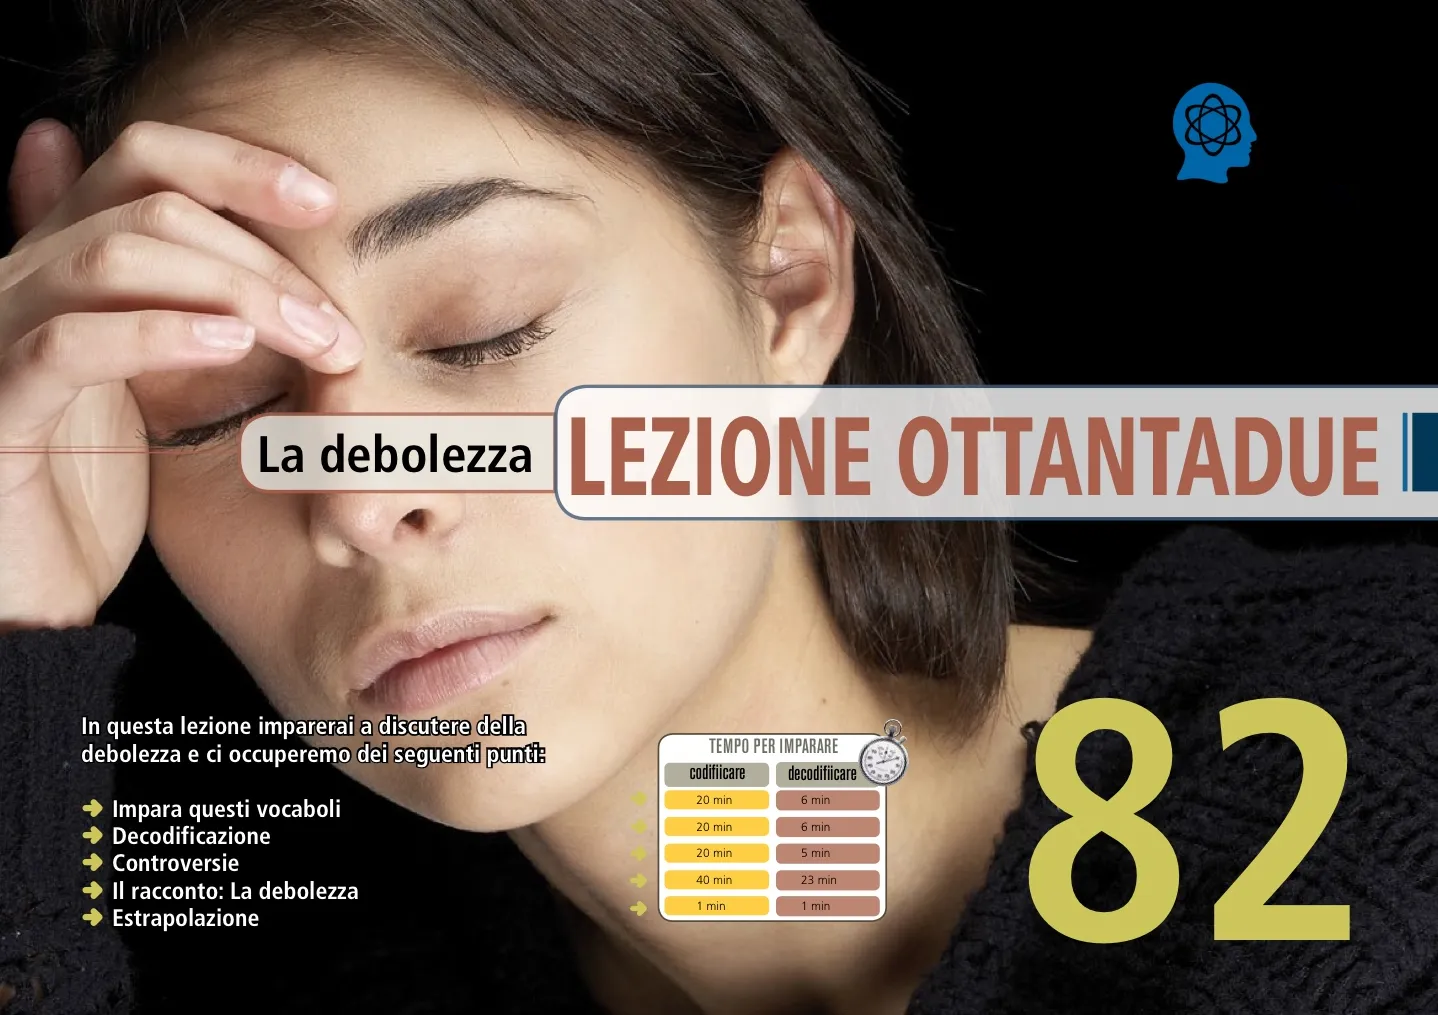 La debolezza
LEZIONE OTTANTADUE
In questa lezione imparerai a discutere della
debolezza e ci occuperemo dei seguenti punti:
Impara questi vocaboli
Decodificazione
Controversie
Il racconto: La debolezza
Estrapolazione
TEMPO PER IMPARARE
codifiicare decodifiicare
20 min 6 min
20 min 6 min
20 min 5 min
40 min 23 min
1 min 1 min
82